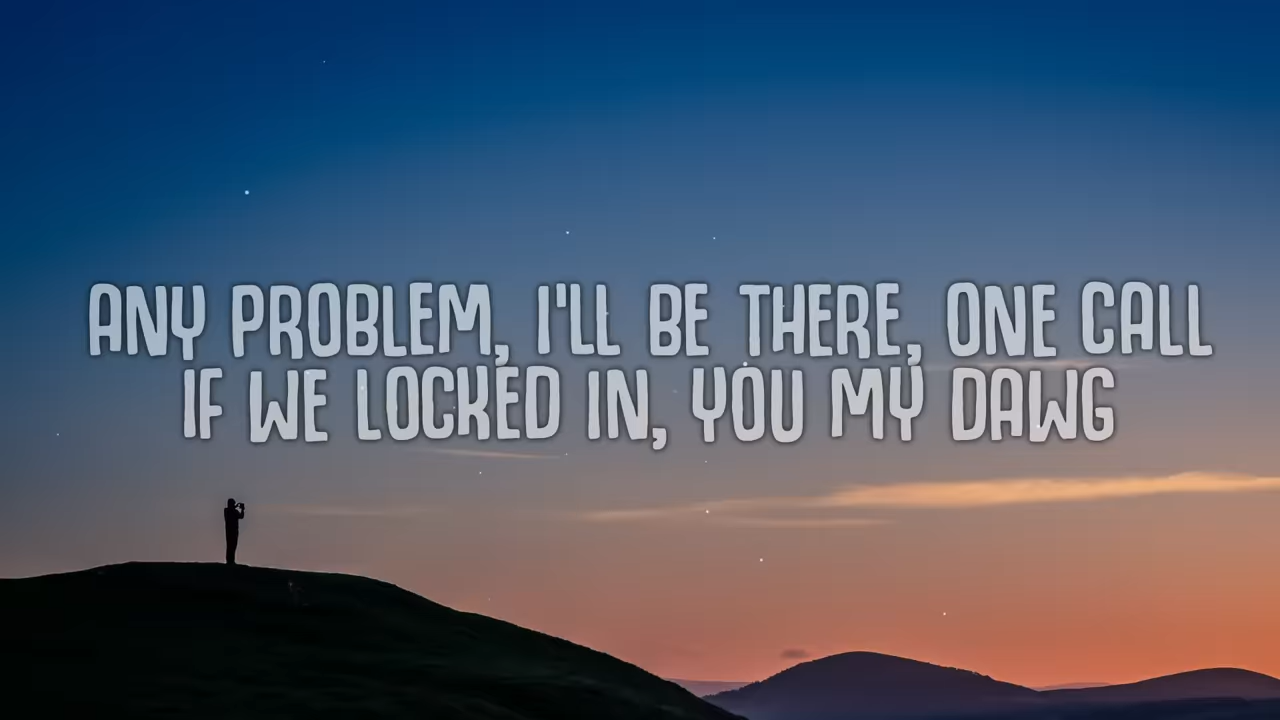 ANY PROBLEM, I'LL BE THERE, ONE CALL
IF WE LOCKED IN, YOU MY DAWG